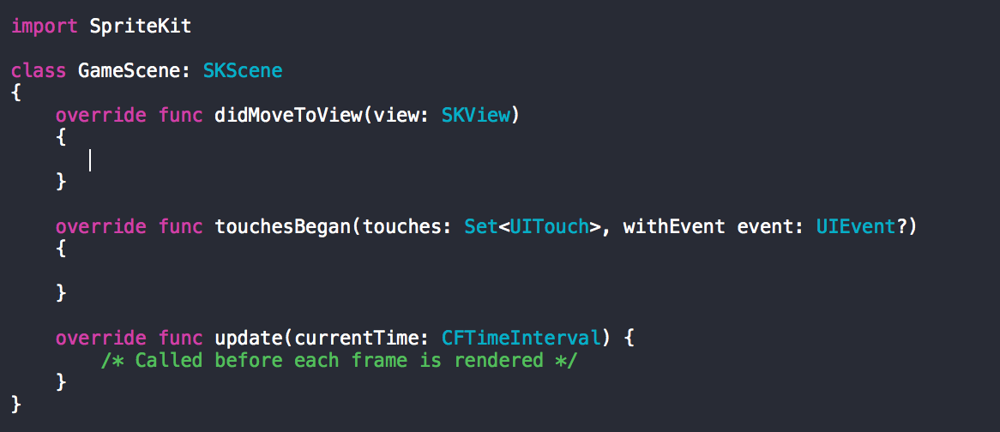 import SpriteKit
class GameScene: SKScene
{
    override func didMoveToView(view: SKView)
    {
    }
    override func touchesBegan(touches: Set<UITouch>, withEvent event: UIEvent?)
    {
    }
    override func update(currentTime: CFTimeInterval) {
        /* Called before each frame is rendered */
    }
}